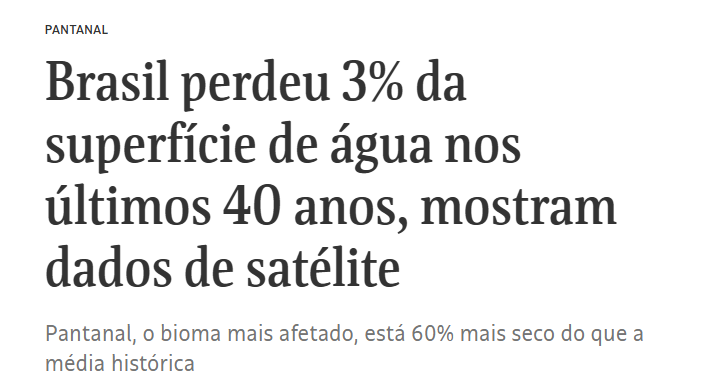 PANTANAL
Brasil perdeu 3% da
superfície de água nos
últimos 40 anos, mostram
dados de satélite
Pantanal, o bioma mais afetado, está 60% mais seco do que a
média histórica